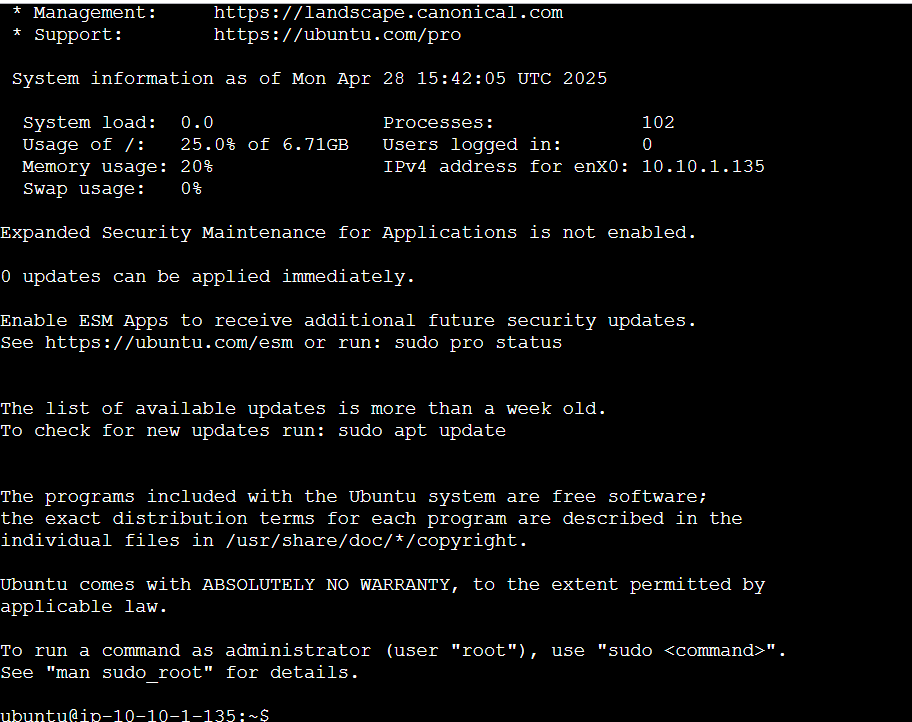 * Management:     https://landscape.canonical.com
* Support:        https://ubuntu.com/pro
System information as of Mon Apr 28 15:42:05 UTC 2025
System load:  0.0               Processes:             102
Usage of /:   25.0% of 6.71GB   Users logged in:       0
Memory usage: 20%               IPv4 address for enX0: 10.10.1.135
Swap usage:   0%
Expanded Security Maintenance for Applications is not enabled.
0 updates can be applied immediately.
Enable ESM Apps to receive additional future security updates.
See https://ubuntu.com/esm or run: sudo pro status
The list of available updates is more than a week old.
To check for new updates run: sudo apt update
The programs included with the Ubuntu system are free software;
the exact distribution terms for each program are described in the
individual files in /usr/share/doc/*/copyright.
Ubuntu comes with ABSOLUTELY NO WARRANTY, to the extent permitted by
applicable law.
To run a command as administrator (user "root"), use "sudo <command>".
See "man sudo_root" for details.
ubuntu@ip-10-10-1-135:~$